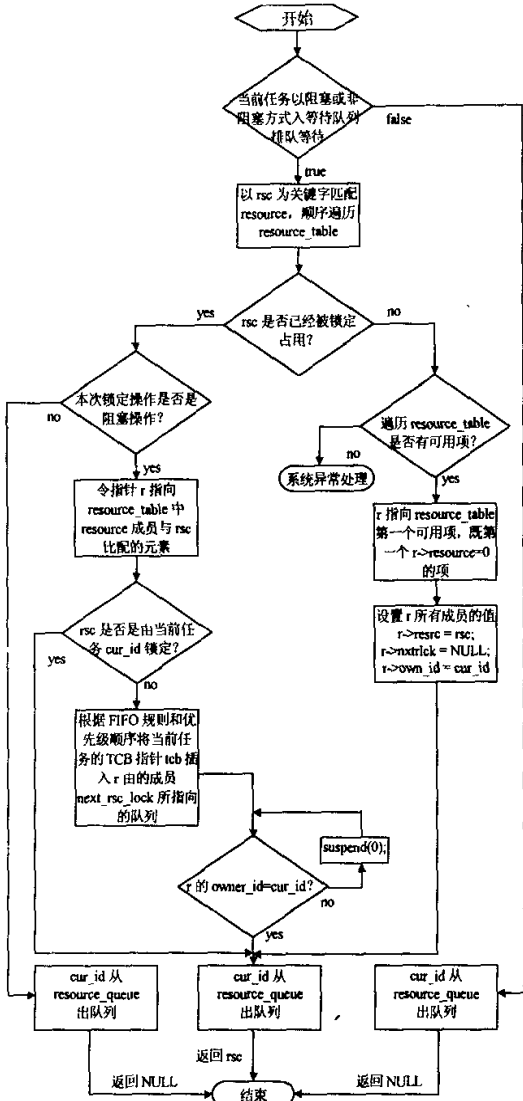 开始
当前任务以阻塞或非
阻塞方式入等待队列
排队等待
false
true
以 rsc 为关键字匹配
resource，顺序遍历
resource_table
yes
rsc 是否已经被锁定
占用？
no
本次锁定操作是否是
阻塞操作？
no
yes
遍历 resource_table
是否有可用项？
no
yes
系统异常处理
令指针 r 指向
resource_table 中
resource 成员与 rsc
比配的元素
r 指向 resource_table
第一个可用项，既第
一个 r->resource=0
的项
rsc 是否是由当前任
务 cur_id 锁定？
yes
no
设置 r 所有成员的值
r->resrc = rsc;
r->nxtrlck = NULL;
r->own_id = cur_id
根据 FIFO 规则和优
先级顺序将当前任
务的 TCB 指针 tcb 插
入 r 由的成员
next_rsc_lock 所指向
的队列
suspend(0);
r 的 owner_id=cur_id？
no
yes
cur_id 从
resource_queue
出队列
cur_id 从
resource_queue
出队列
cur_id 从
resource_queue
出队列
返回 rsc
返回 NULL
返回 NULL
结束